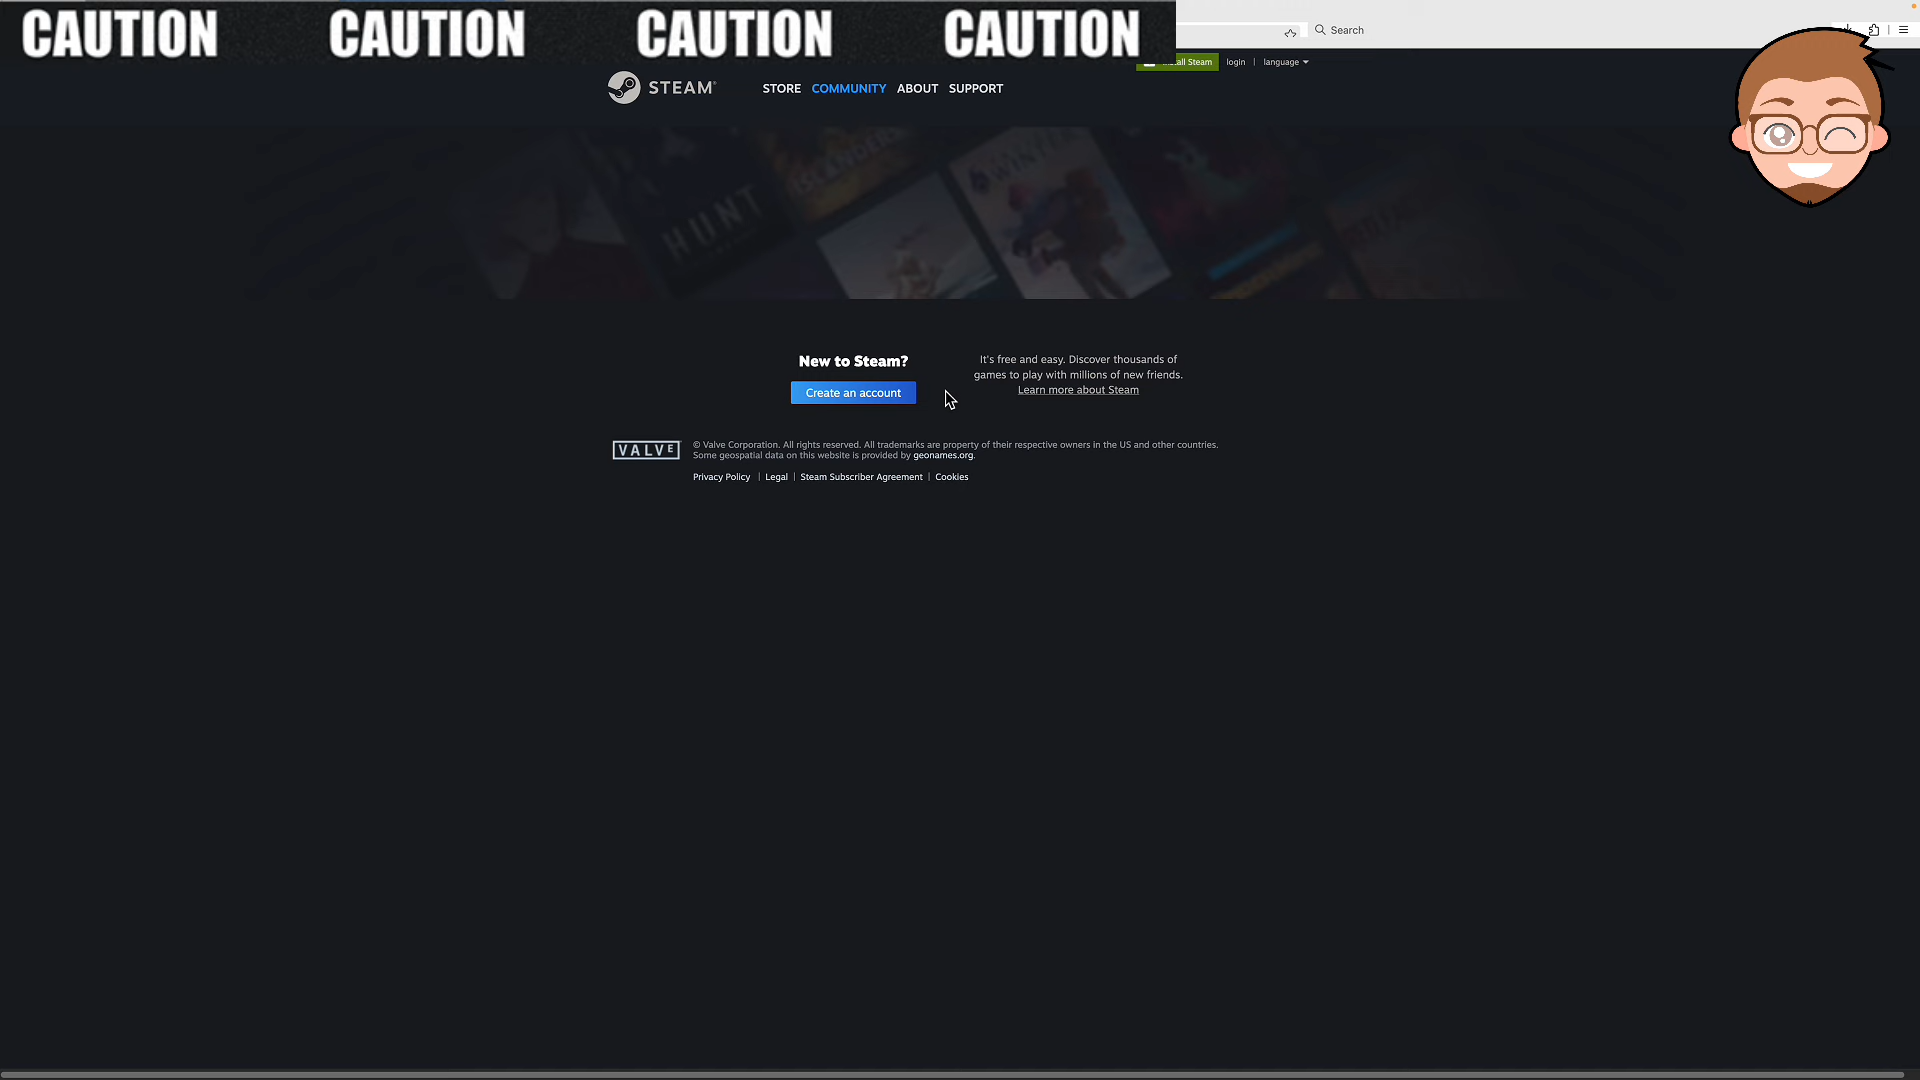 CAUTION CAUTION CAUTION CAUTION
Search
Install Steam login | language
STEAM® STORE COMMUNITY ABOUT SUPPORT
HUNT
New to Steam?
Create an account
It's free and easy. Discover thousands of
games to play with millions of new friends.
Learn more about Steam
VALVE
© Valve Corporation. All rights reserved. All trademarks are property of their respective owners in the US and other countries.
Some geospatial data on this website is provided by geonames.org.
Privacy Policy | Legal | Steam Subscriber Agreement | Cookies